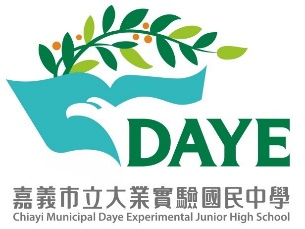 DAYE
嘉義市立大業實驗國民中學
Chiayi Municipal Daye Experimental Junior High School